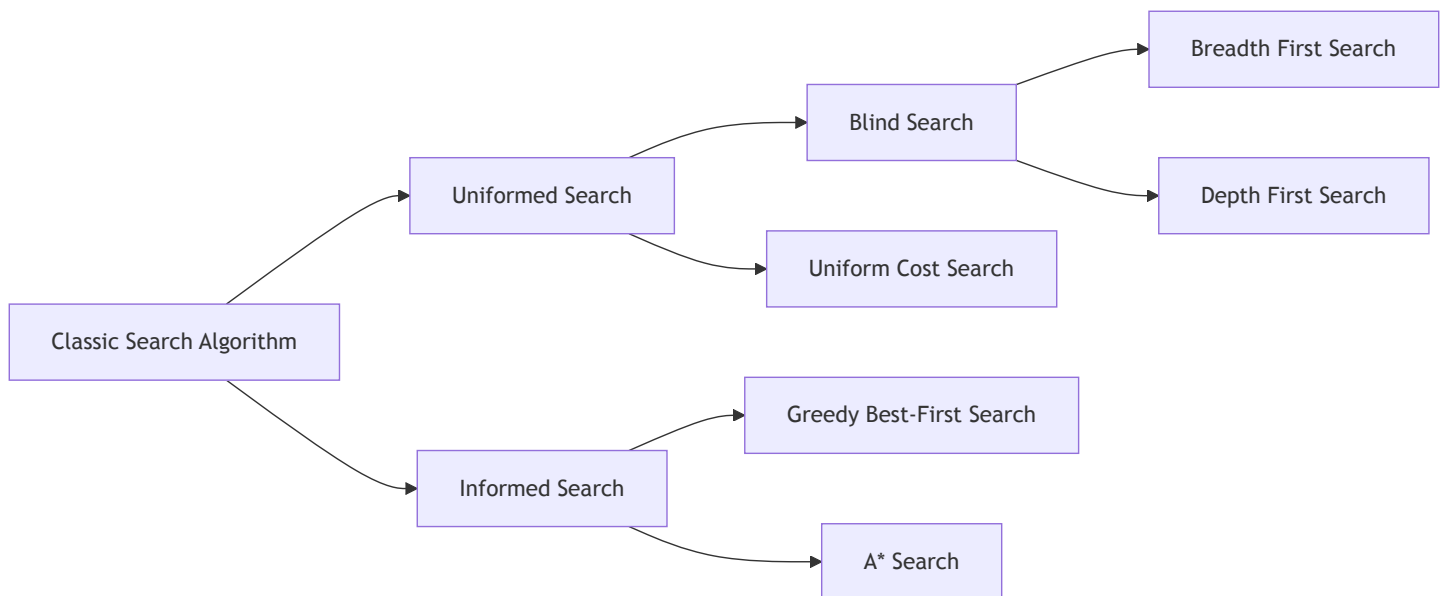 Breadth First Search
Blind Search
Uniformed Search
Depth First Search
Uniform Cost Search
Classic Search Algorithm
Greedy Best-First Search
Informed Search
A* Search